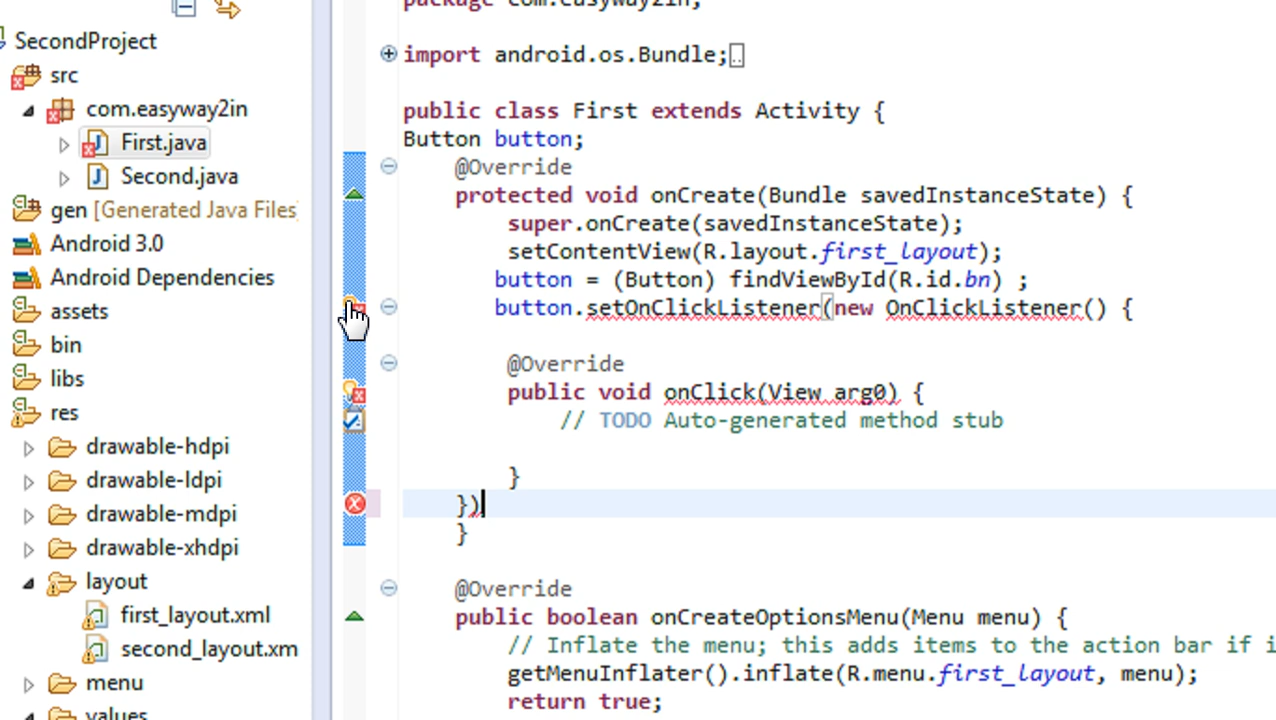 SecondProject
src
com.easyway2in
First.java
Second.java
gen [Generated Java Files
Android 3.0
Android Dependencies
assets
bin
libs
res
drawable-hdpi
drawable-ldpi
drawable-mdpi
drawable-xhdpi
layout
first_layout.xml
second_layout.xm
menu
values
package com.easyway2in;
import android.os.Bundle;
public class First extends Activity {
Button button;
@Override
protected void onCreate(Bundle savedInstanceState) {
super.onCreate(savedInstanceState);
setContentView(R.layout.first_layout);
button = (Button) findViewById(R.id.bn) ;
button.setOnClickListener(new OnClickListener() {
@Override
public void onClick(View arg0) {
// TODO Auto-generated method stub
}
})
}
@Override
public boolean onCreateOptionsMenu(Menu menu) {
// Inflate the menu; this adds items to the action bar if i
getMenuInflater().inflate(R.menu.first_layout, menu);
return true;